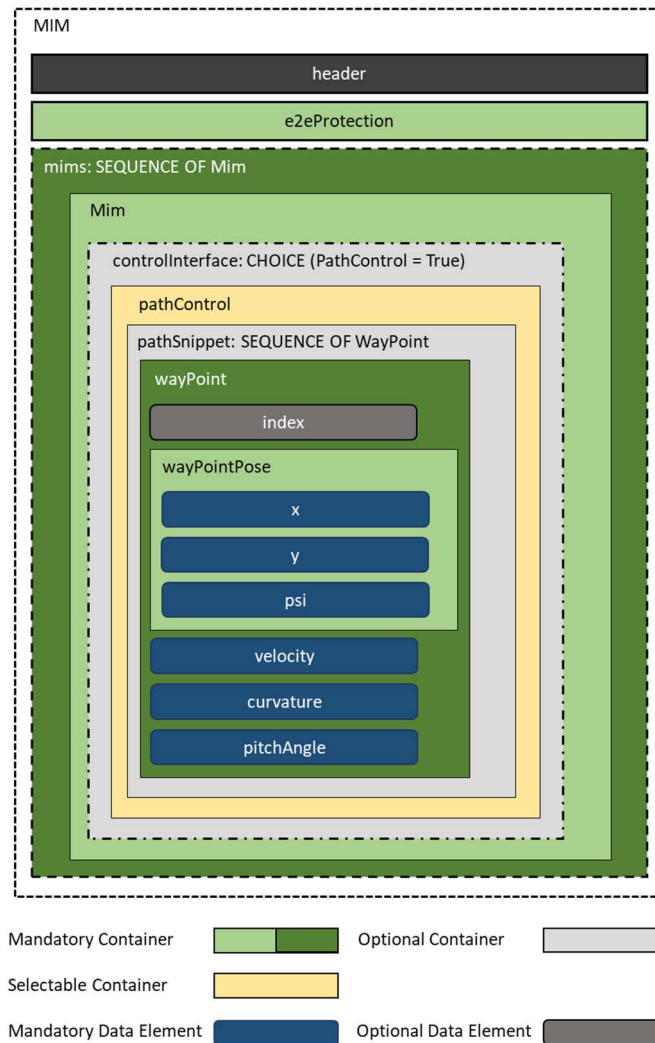 MIM
header
e2eProtection
mims: SEQUENCE OF Mim
Mim
controlInterface: CHOICE (PathControl = True)
pathControl
pathSnippet: SEQUENCE OF WayPoint
wayPoint
index
wayPointPose
x
y
psi
velocity
curvature
pitchAngle
Mandatory Container
Optional Container
Selectable Container
Mandatory Data Element
Optional Data Element